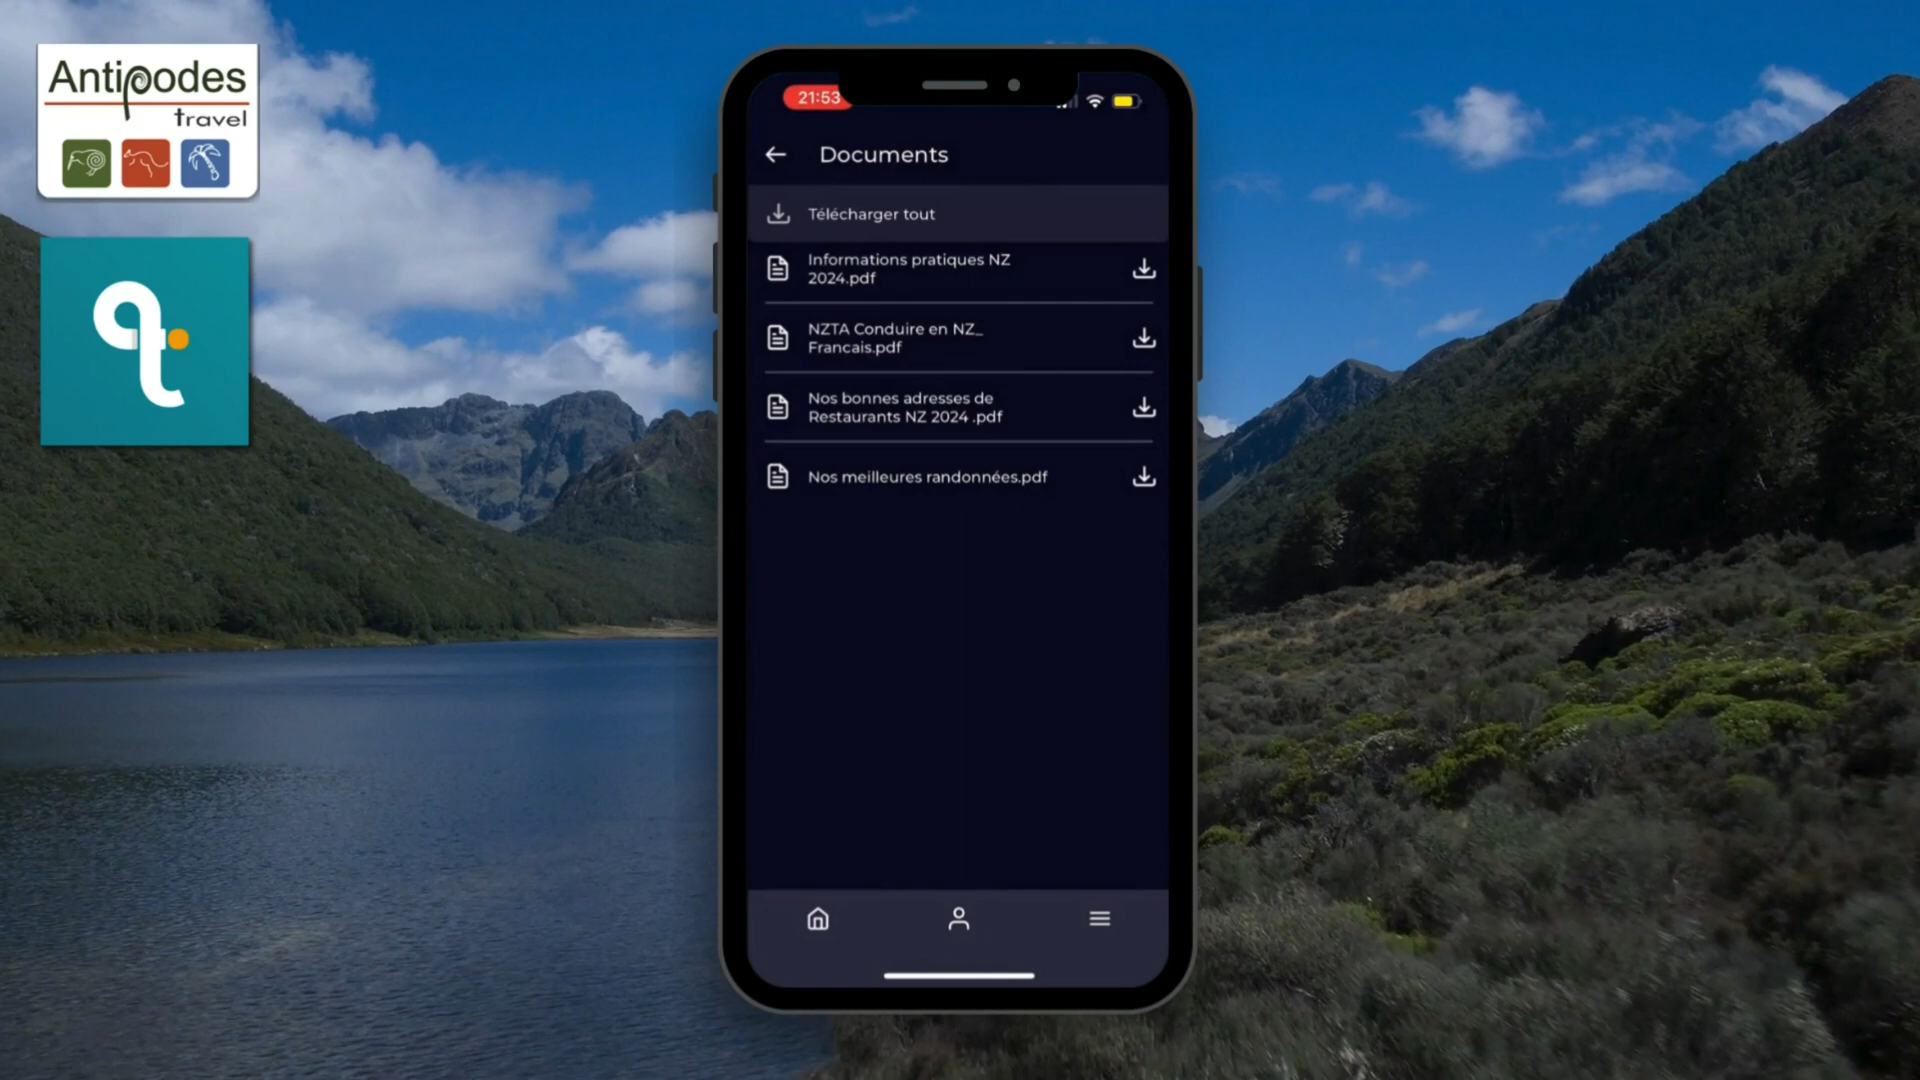 Antipodes
travel
21:53
Documents
Télécharger tout
Informations pratiques NZ
2024.pdf
NZTA Conduire en NZ_
Francais.pdf
Nos bonnes adresses de
Restaurants NZ 2024 .pdf
Nos meilleures randonnées.pdf